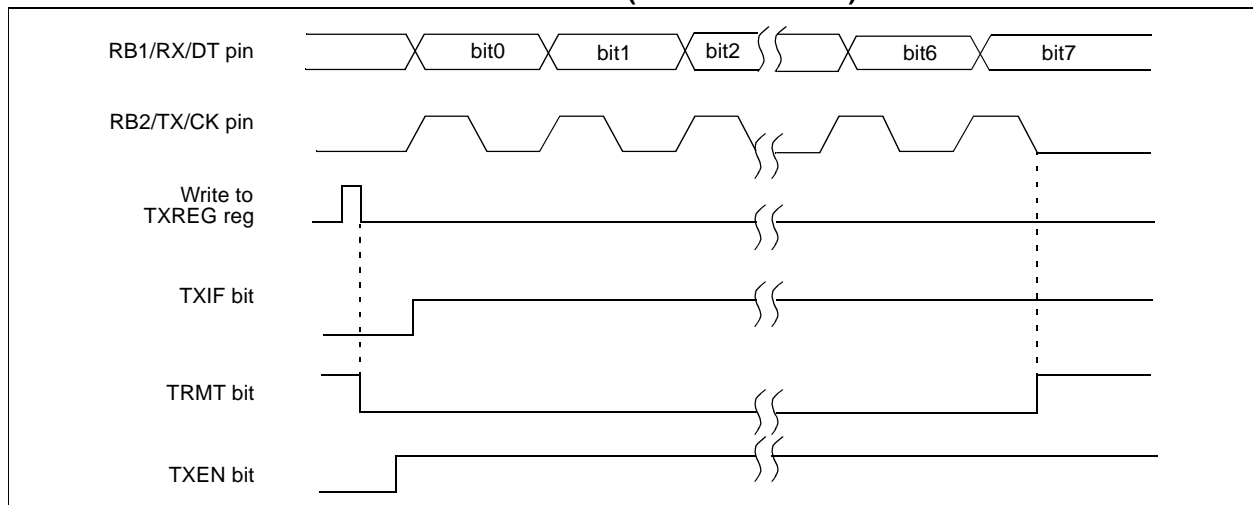 RB1/RX/DT pin
bit0 bit1 bit2 bit6 bit7
RB2/TX/CK pin
Write to
TXREG reg
TXIF bit
TRMT bit
TXEN bit